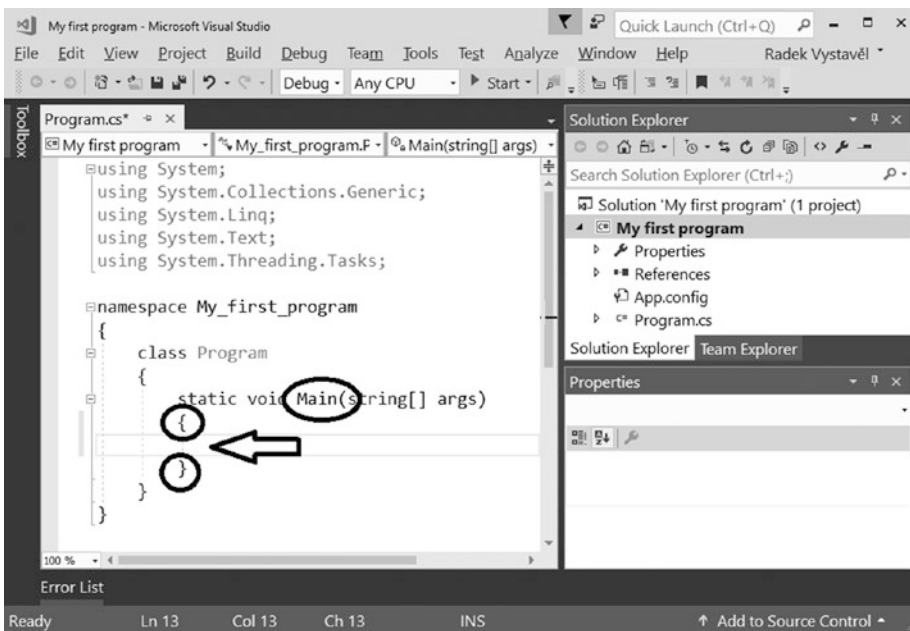 My first program - Microsoft Visual Studio
Quick Launch (Ctrl+Q)
File Edit View Project Build Debug Team Tools Test Analyze Window Help Radek Vystavěl
Debug Any CPU Start
Toolbox
Program.cs*
My first program My_first_program.P Main(string[] args)
using System;
using System.Collections.Generic;
using System.Linq;
using System.Text;
using System.Threading.Tasks;
namespace My_first_program
{
class Program
{
static void Main(string[] args)
{
}
}
}
100 %
Solution Explorer
Search Solution Explorer (Ctrl+;)
Solution 'My first program' (1 project)
My first program
Properties
References
App.config
C# Program.cs
Solution Explorer Team Explorer
Properties
Error List
Ready Ln 13 Col 13 Ch 13 INS Add to Source Control